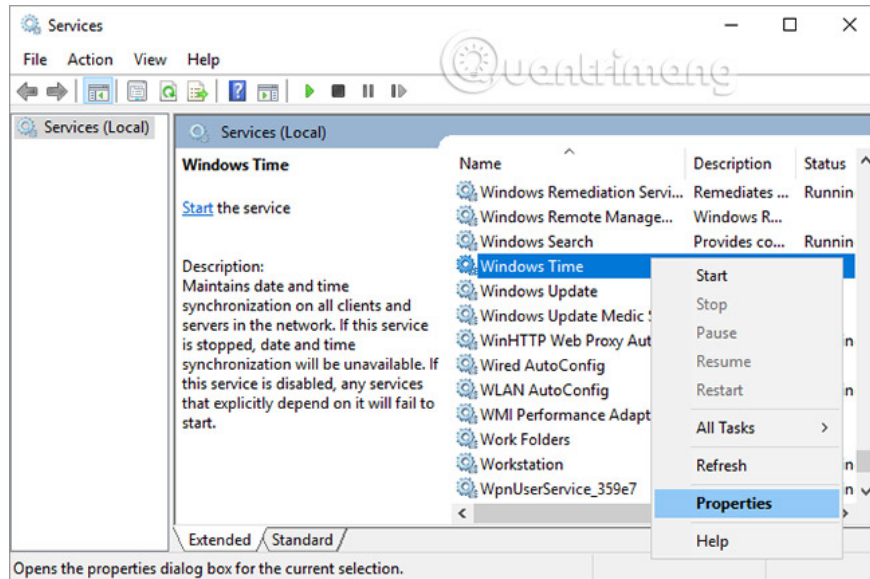 Services
File Action View Help
Quantrimang
Services (Local)
Services (Local)
Windows Time
Start the service
Description:
Maintains date and time
synchronization on all clients and
servers in the network. If this service
is stopped, date and time
synchronization will be unavailable. If
this service is disabled, any services
that explicitly depend on it will fail to
start.
Name Description Status
Windows Remediation Servi... Remediates ... Runnin
Windows Remote Manage... Windows R...
Windows Search Provides co... Runnin
Windows Time
Windows Update
Windows Update Medic S
WinHTTP Web Proxy Aut
Wired AutoConfig
WLAN AutoConfig
WMI Performance Adapt
Work Folders
Workstation
WpnUserService_359e7
Start
Stop
Pause
Resume
Restart
All Tasks
Refresh
Properties
Help
Extended Standard
Opens the properties dialog box for the current selection.